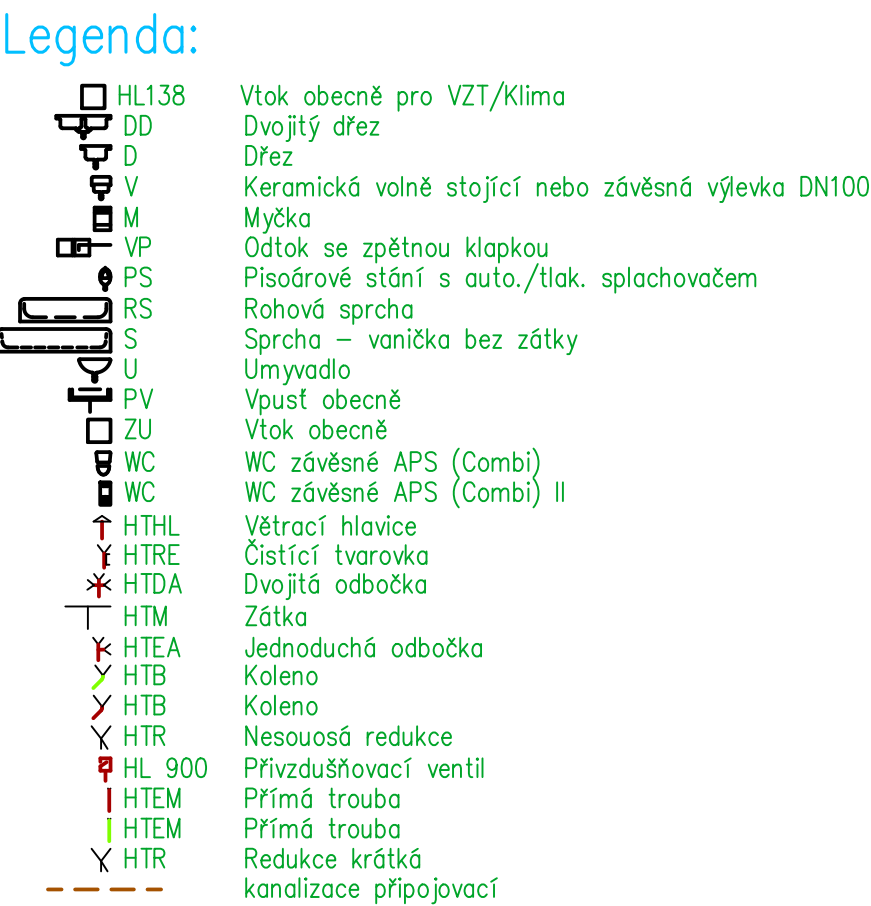 Legenda:
HL138 Vtok obecně pro VZT/Klima
DD Dvojitý dřez
D Dřez
V Keramická volně stojící nebo závěsná výlevka DN100
M Myčka
VP Odtok se zpětnou klapkou
PS Pisoárové stání s auto./tlak. splachovačem
RS Rohová sprcha
S Sprcha – vanička bez zátky
U Umyvadlo
PV Vpusť obecně
ZU Vtok obecně
WC WC závěsné APS (Combi)
WC WC závěsné APS (Combi) II
HTHL Větrací hlavice
HTRE Čistící tvarovka
HTDA Dvojitá odbočka
HTM Zátka
HTEA Jednoduchá odbočka
HTB Koleno
HTB Koleno
HTR Nesouosá redukce
HL 900 Přivzdušňovací ventil
HTEM Přímá trouba
HTEM Přímá trouba
HTR Redukce krátká
kanalizace připojovací